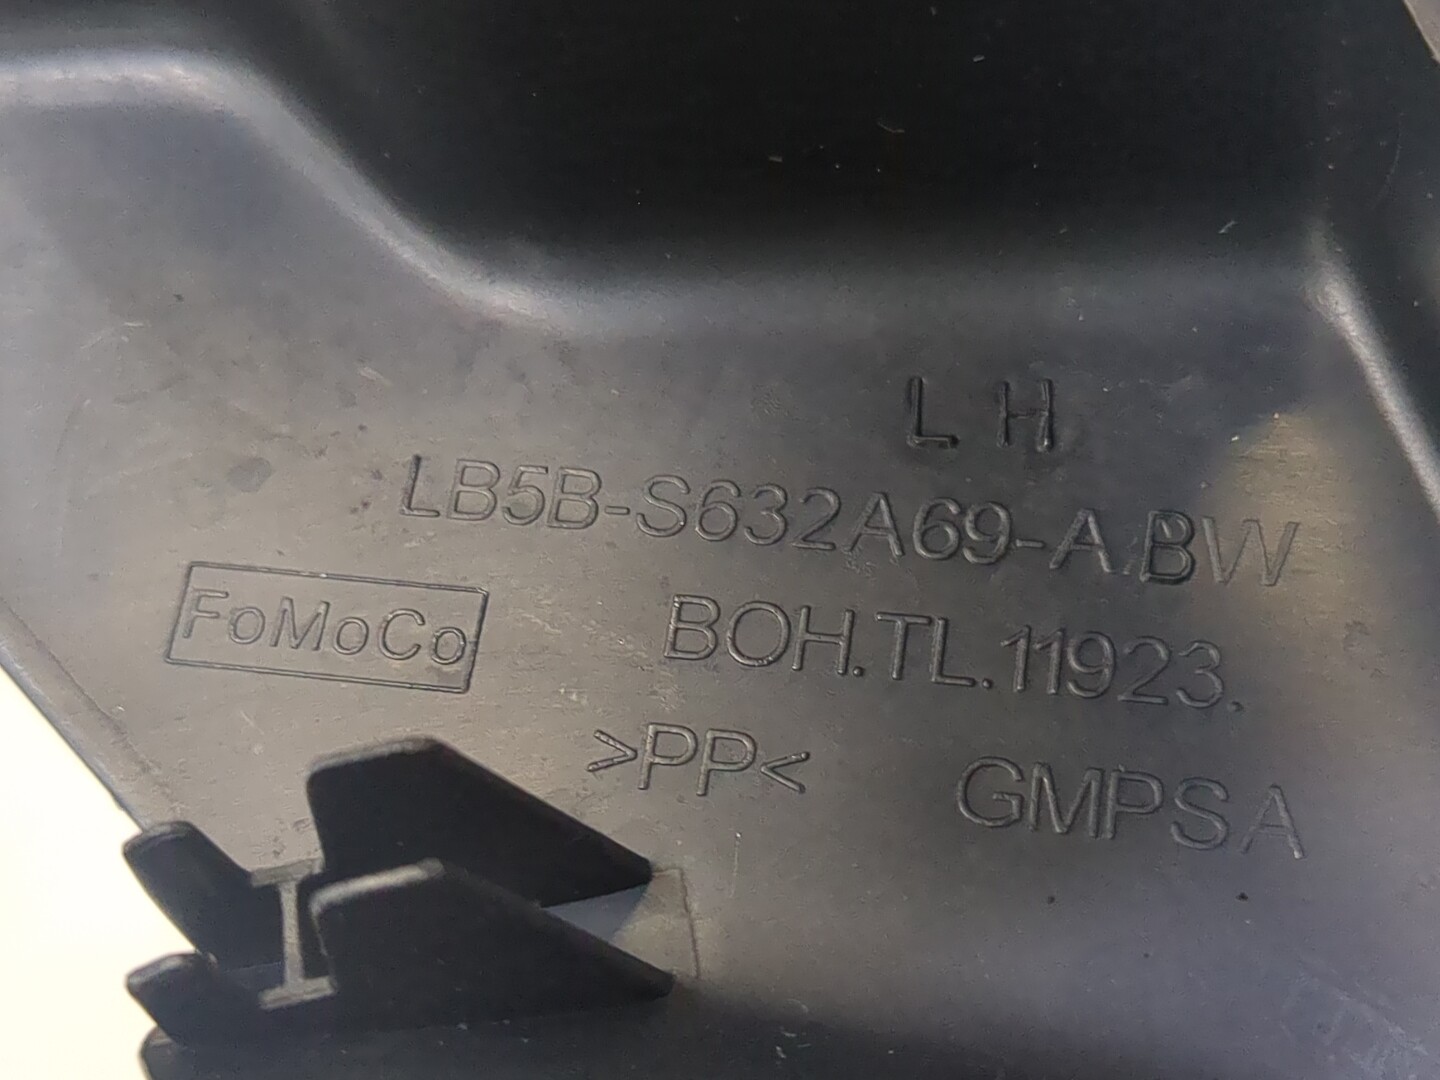 L H
LB5B-S632A69-A.BW
FoMoCo
BOH.TL.11923.
>PP<
GMPSA